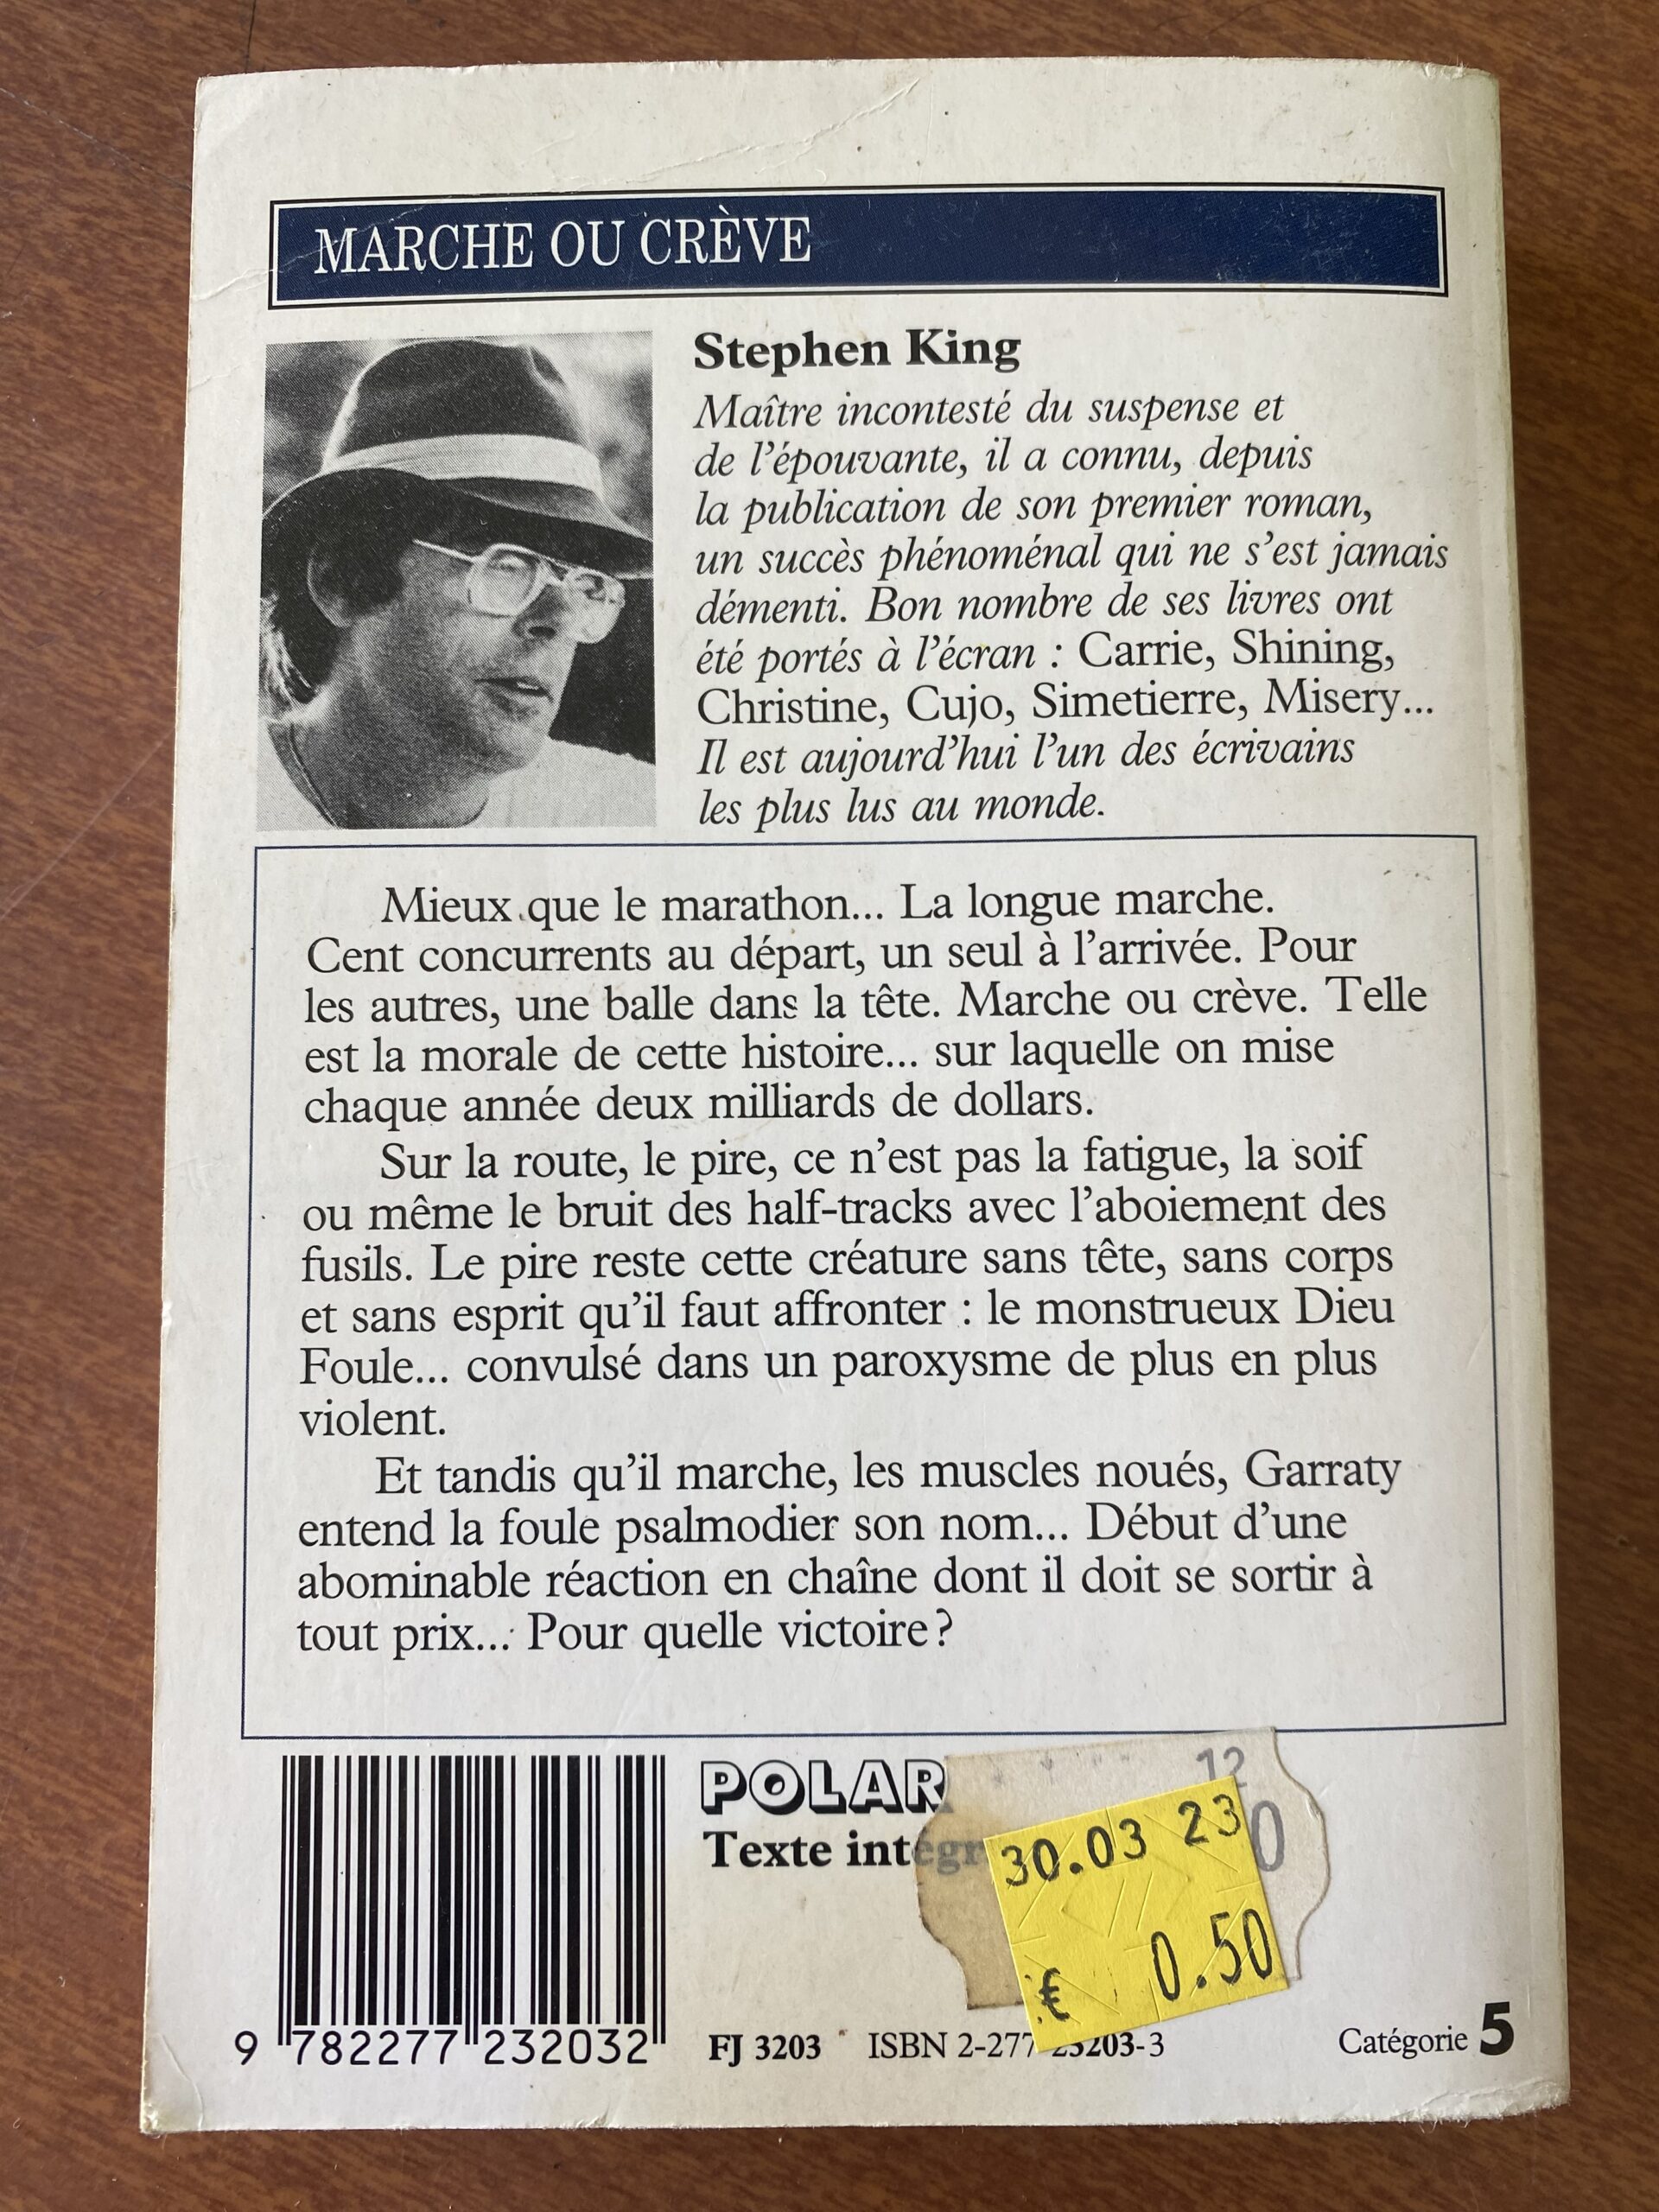 MARCHE OU CRÈVE
Stephen King
Maître incontesté du suspense et
de l'épouvante, il a connu, depuis
la publication de son premier roman,
un succès phénoménal qui ne s'est jamais
démenti. Bon nombre de ses livres ont
été portés à l'écran : Carrie, Shining,
Christine, Cujo, Simetierre, Misery...
Il est aujourd'hui l'un des écrivains
les plus lus au monde.
Mieux que le marathon... La longue marche.
Cent concurrents au départ, un seul à l'arrivée. Pour
les autres, une balle dans la tête. Marche ou crève. Telle
est la morale de cette histoire... sur laquelle on mise
chaque année deux milliards de dollars.
Sur la route, le pire, ce n'est pas la fatigue, la soif
ou même le bruit des half-tracks avec l'aboiement des
fusils. Le pire reste cette créature sans tête, sans corps
et sans esprit qu'il faut affronter : le monstrueux Dieu
Foule... convulsé dans un paroxysme de plus en plus
violent.
Et tandis qu'il marche, les muscles noués, Garraty
entend la foule psalmodier son nom... Début d'une
abominable réaction en chaîne dont il doit se sortir à
tout prix... Pour quelle victoire ?
POLAR
12
Texte intégr
0
30.03 23
€ 0.50
9 782277 232032
FJ 3203 ISBN 2-277-23203-3
Catégorie 5